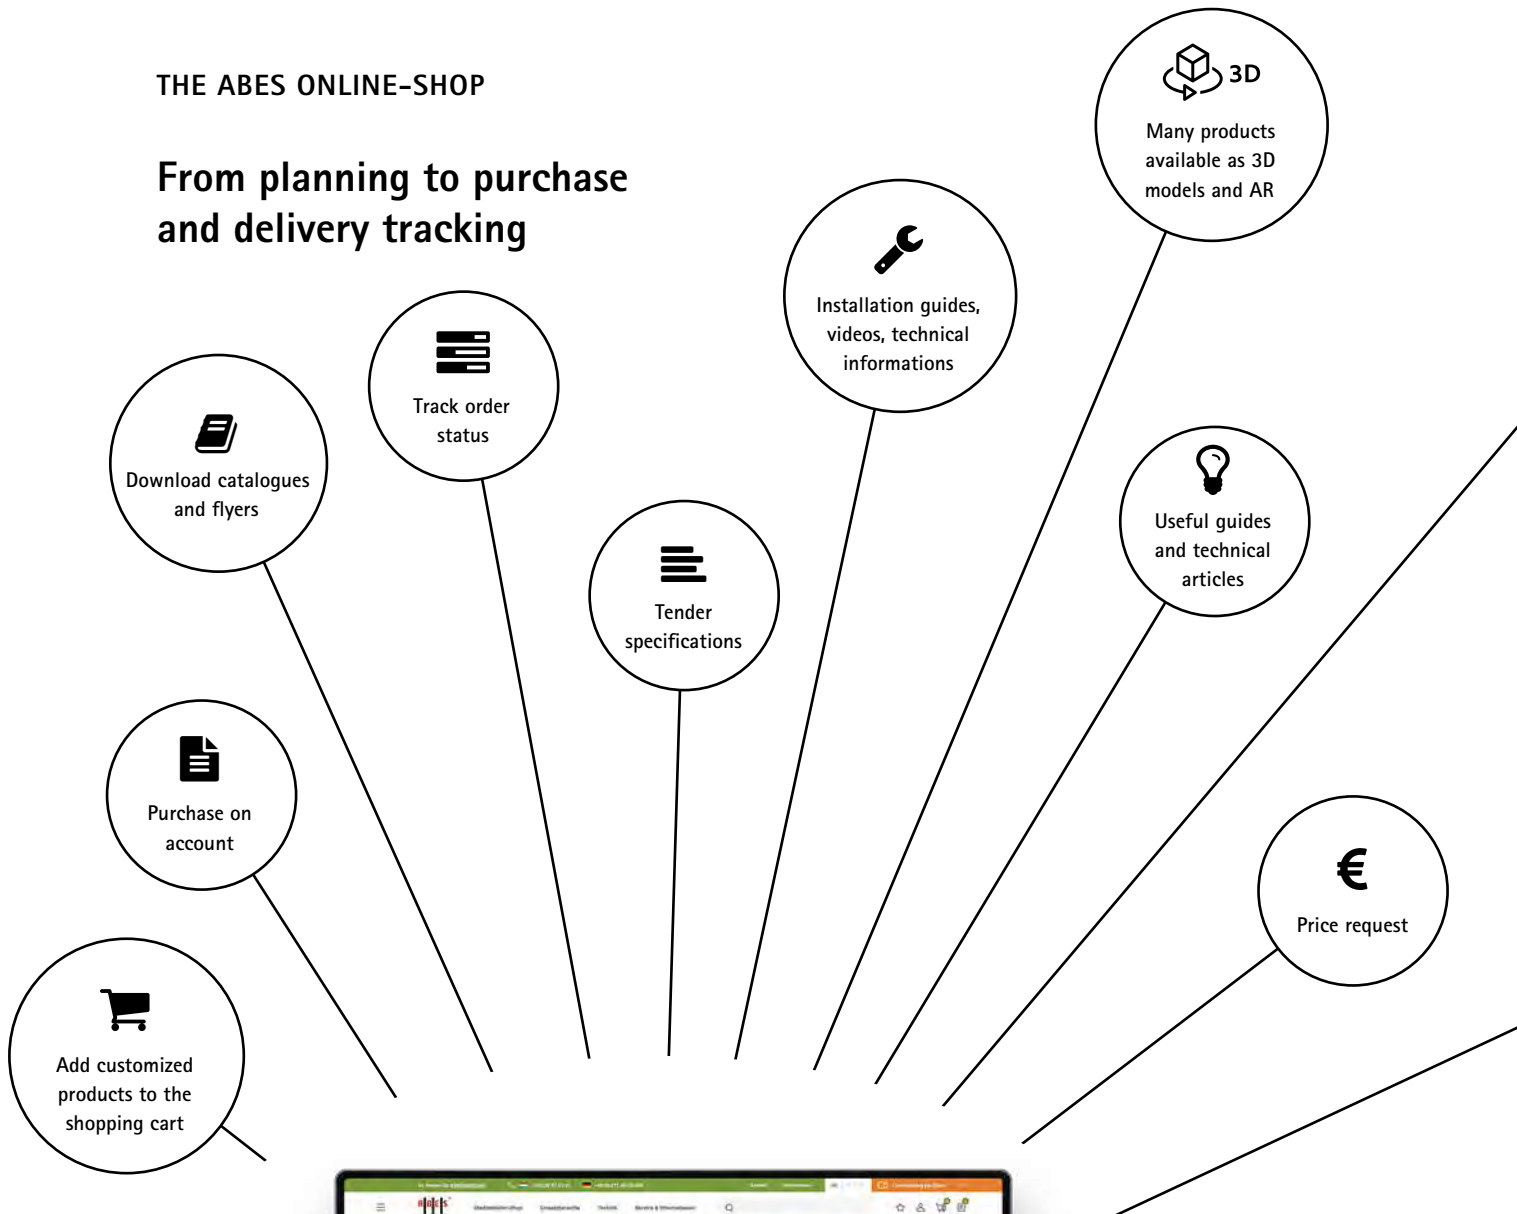 THE ABES ONLINE-SHOP
From planning to purchase
and delivery tracking
3D
Many products
available as 3D
models and AR
Installation guides,
videos, technical
informations
Track order
status
Download catalogues
and flyers
Useful guides
and technical
articles
Tender
specifications
Purchase on
account
€
Price request
Add customized
products to the
shopping cart
ABES